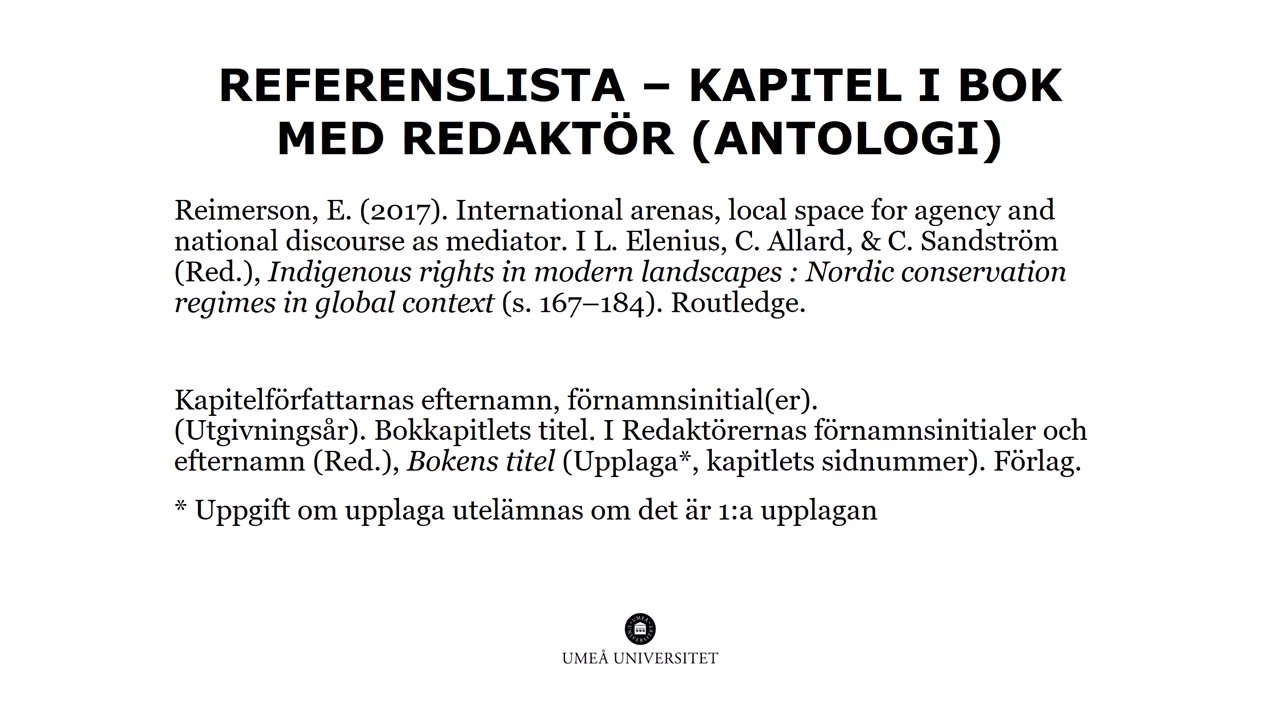 REFERENSLISTA – KAPITEL I BOK
MED REDAKTÖR (ANTOLOGI)
Reimerson, E. (2017). International arenas, local space for agency and
national discourse as mediator. I L. Elenius, C. Allard, & C. Sandström
(Red.), Indigenous rights in modern landscapes : Nordic conservation
regimes in global context (s. 167–184). Routledge.
Kapitelförfattarnas efternamn, förnamnsinitial(er).
(Utgivningsår). Bokkapitlets titel. I Redaktörernas förnamnsinitialer och
efternamn (Red.), Bokens titel (Upplaga*, kapitlets sidnummer). Förlag.
* Uppgift om upplaga utelämnas om det är 1:a upplagan
UMEÅ UNIVERSITET